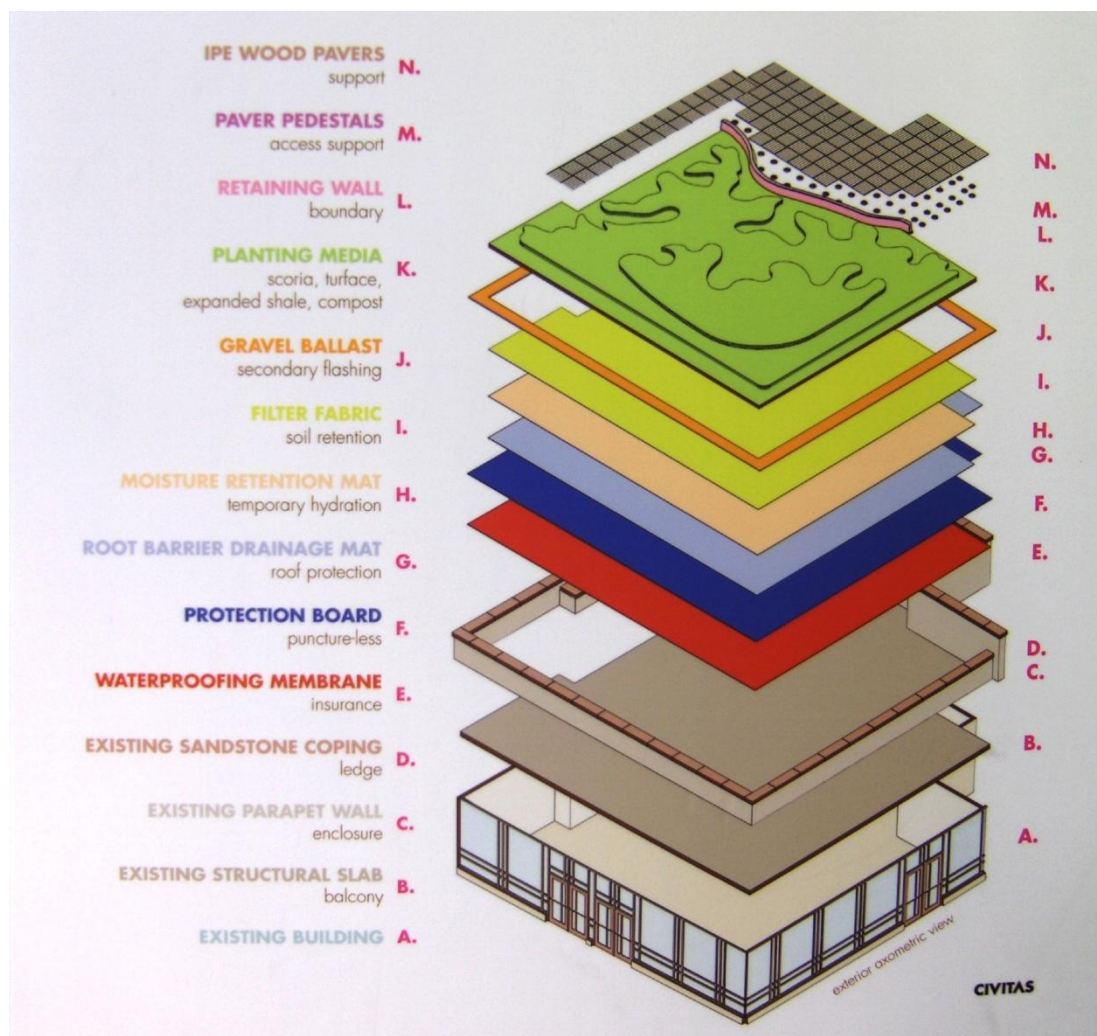 IPE WOOD PAVERS
support
N.
PAVER PEDESTALS
access support
M.
RETAINING WALL
boundary
L.
PLANTING MEDIA
scoria, turface,
expanded shale, compost
K.
GRAVEL BALLAST
secondary flashing
J.
FILTER FABRIC
soil retention
I.
MOISTURE RETENTION MAT
temporary hydration
H.
ROOT BARRIER DRAINAGE MAT
roof protection
G.
PROTECTION BOARD
puncture-less
F.
WATERPROOFING MEMBRANE
insurance
E.
EXISTING SANDSTONE COPING
ledge
D.
EXISTING PARAPET WALL
enclosure
C.
EXISTING STRUCTURAL SLAB
balcony
B.
EXISTING BUILDING A.
N.
M.
L.
K.
J.
I.
H.
G.
F.
E.
D.
C.
B.
A.
exterior axometric view
CIVITAS